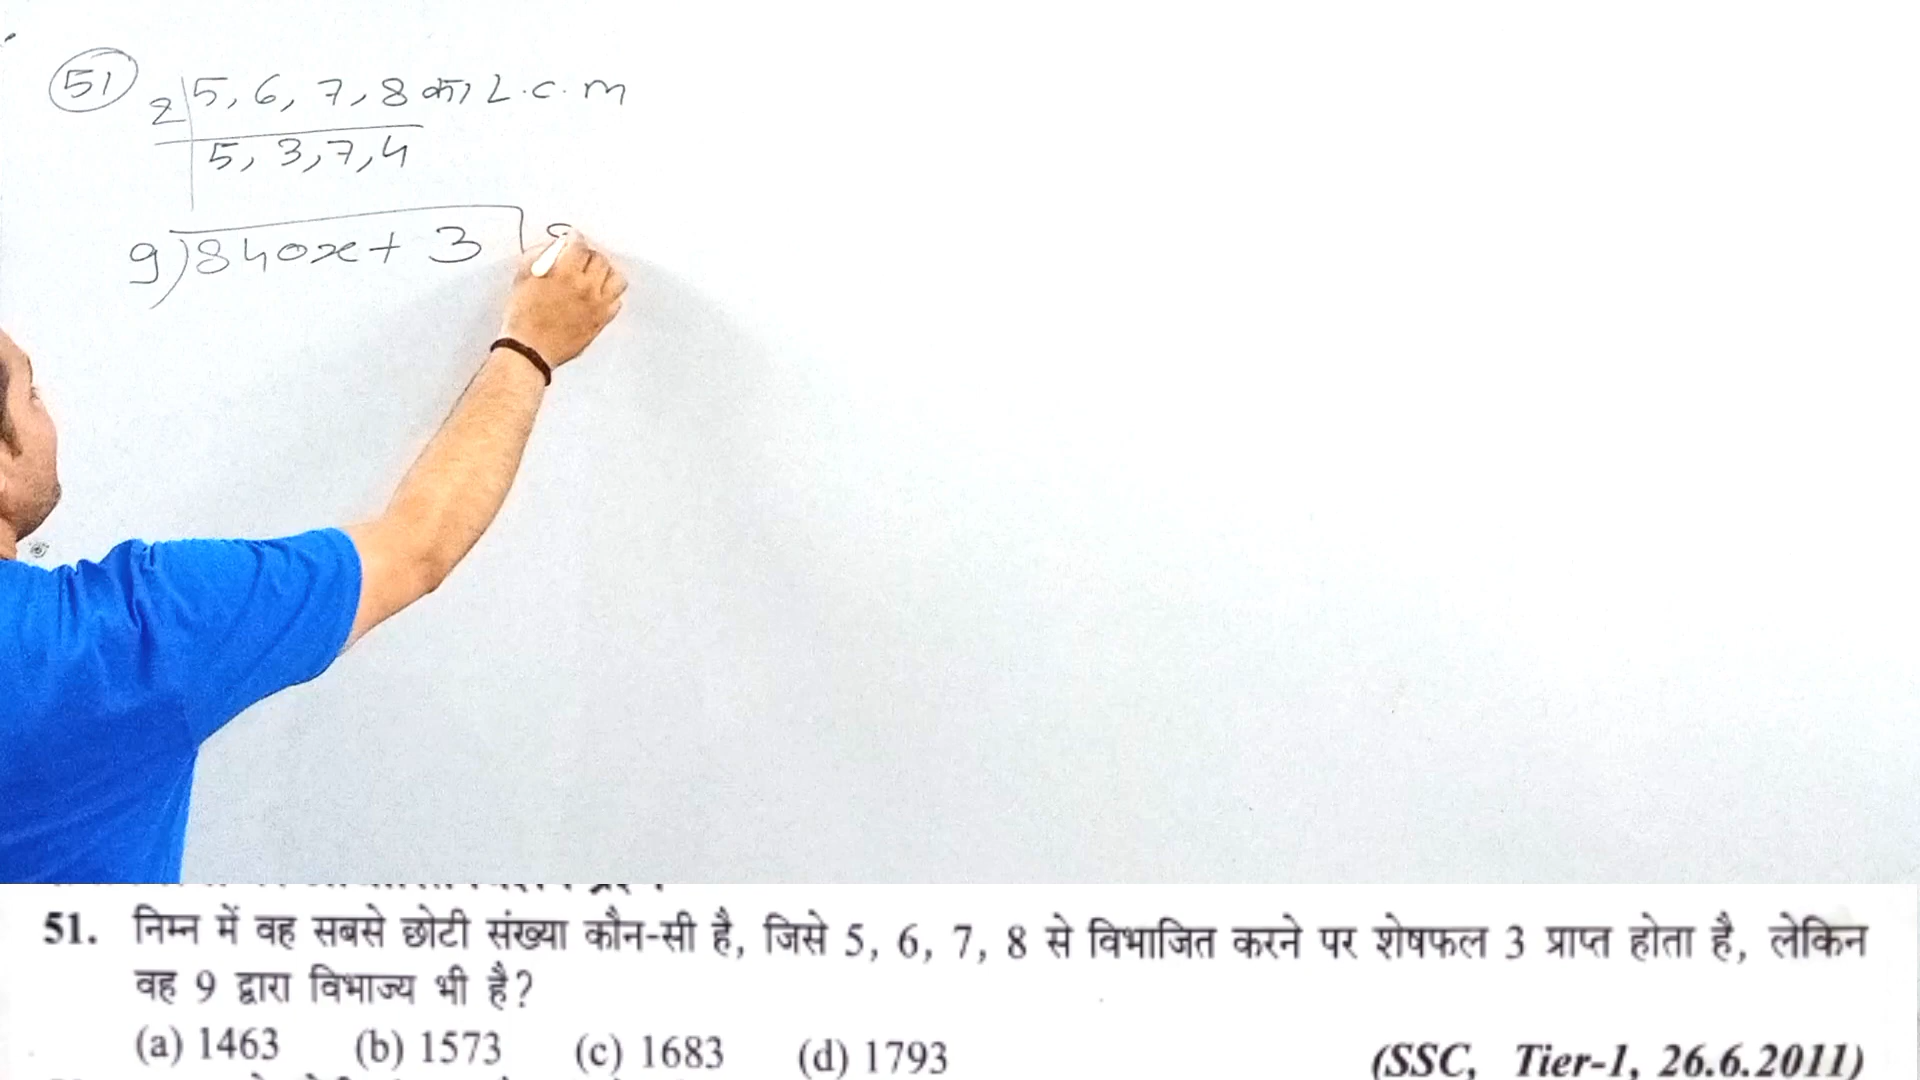 51
2 | 5, 6, 7, 8 का L.c.m
5, 3, 7, 4
9)840x + 3
51. निम्न में वह सबसे छोटी संख्या कौन-सी है, जिसे 5, 6, 7, 8 से विभाजित करने पर शेषफल 3 प्राप्त होता है, लेकिन
वह 9 द्वारा विभाज्य भी है?
(a) 1463 (b) 1573 (c) 1683 (d) 1793
(SSC, Tier-1, 26.6.2011)